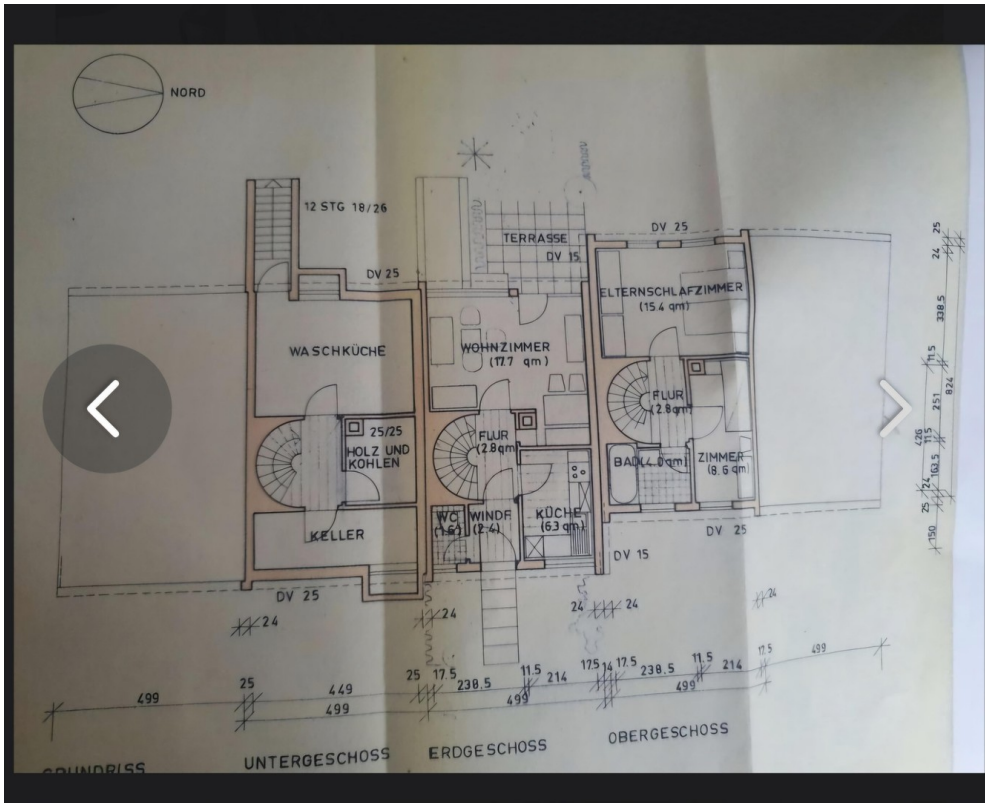 NORD
12 STG 18/26
DV 25
TERRASSE
DV 15
DV 25
ELTERNSCHLAFZIMMER
(15.4 qm)
WASCHKÜCHE
WOHNZIMMER
(17.7 qm)
FLUR
(2.8qm)
25/25
HOLZ UND
KOHLEN
FLUR
(2.8qm)
BAD(4.0qm)
ZIMMER
(8.6 qm)
KELLER
WC
(1.6)
WINDF.
(2.4)
KÜCHE
(6.3 qm)
DV 25
DV 15
DV 25
24
24
24
24
24
25
24
338.5
11.5
251
824
426
11.5
163.5
24
25
150
499
25
449
25
17.5
238.5
11.5
214
17.5
14
17.5
238.5
11.5
214
17.5
499
499
499
499
GRUNDRISS
UNTERGESCHOSS
ERDGESCHOSS
OBERGESCHOSS